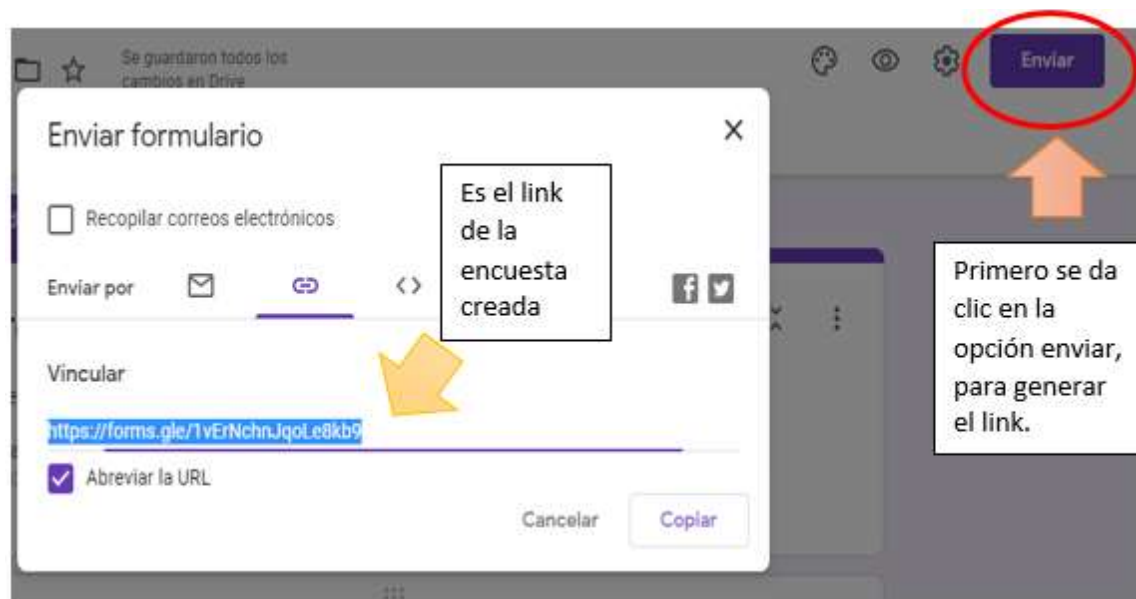 Se guardaron todos los
cambios en Drive
Enviar
Enviar formulario
Recopilar correos electrónicos
Enviar por
Es el link
de la
encuesta
creada
Primero se da
clic en la
opción enviar,
para generar
el link.
Vincular
https://forms.gle/1vErNchnJqoLe8kb9
Abreviar la URL
Cancelar
Copiar